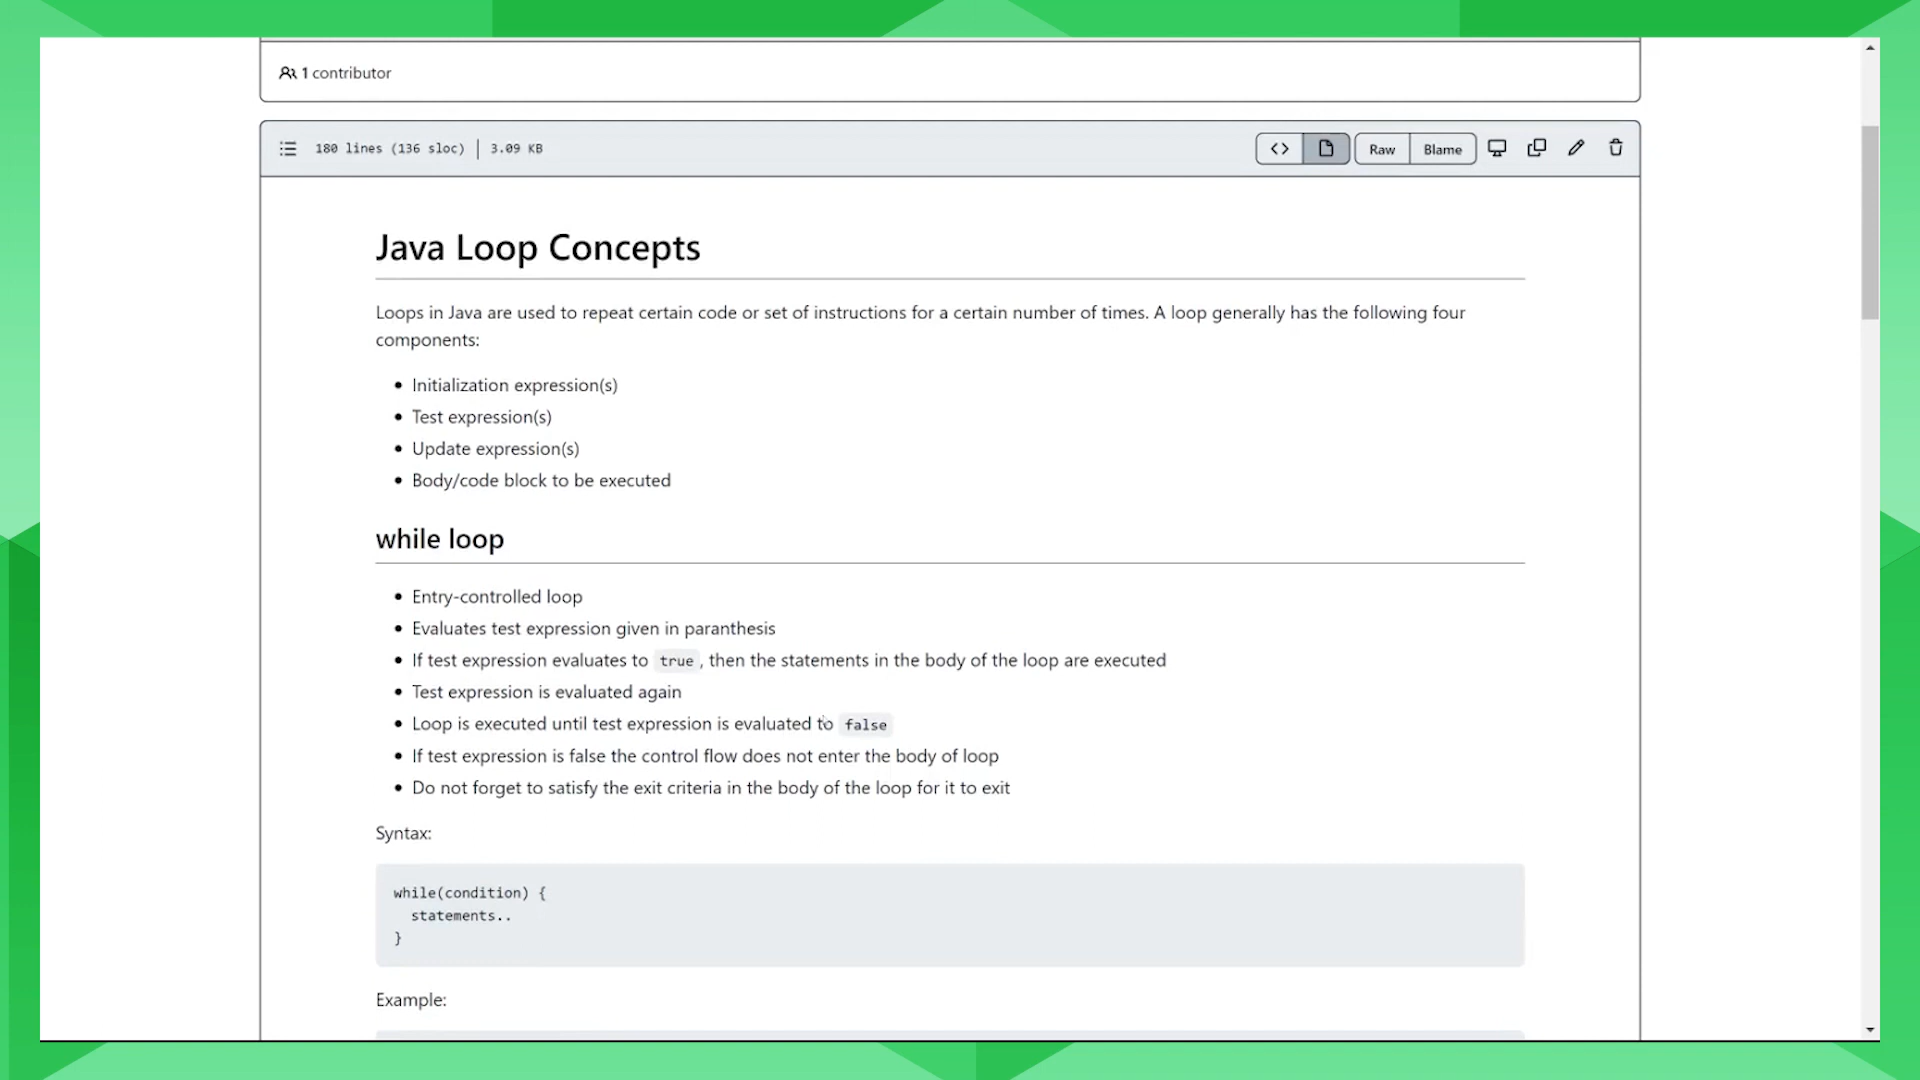 1 contributor
180 lines (136 sloc) 3.09 KB
Raw Blame
Java Loop Concepts
Loops in Java are used to repeat certain code or set of instructions for a certain number of times. A loop generally has the following four
components:
Initialization expression(s)
Test expression(s)
Update expression(s)
Body/code block to be executed
while loop
Entry-controlled loop
Evaluates test expression given in paranthesis
If test expression evaluates to true, then the statements in the body of the loop are executed
Test expression is evaluated again
Loop is executed until test expression is evaluated to false
If test expression is false the control flow does not enter the body of loop
Do not forget to satisfy the exit criteria in the body of the loop for it to exit
Syntax:
while(condition) {
statements..
}
Example: